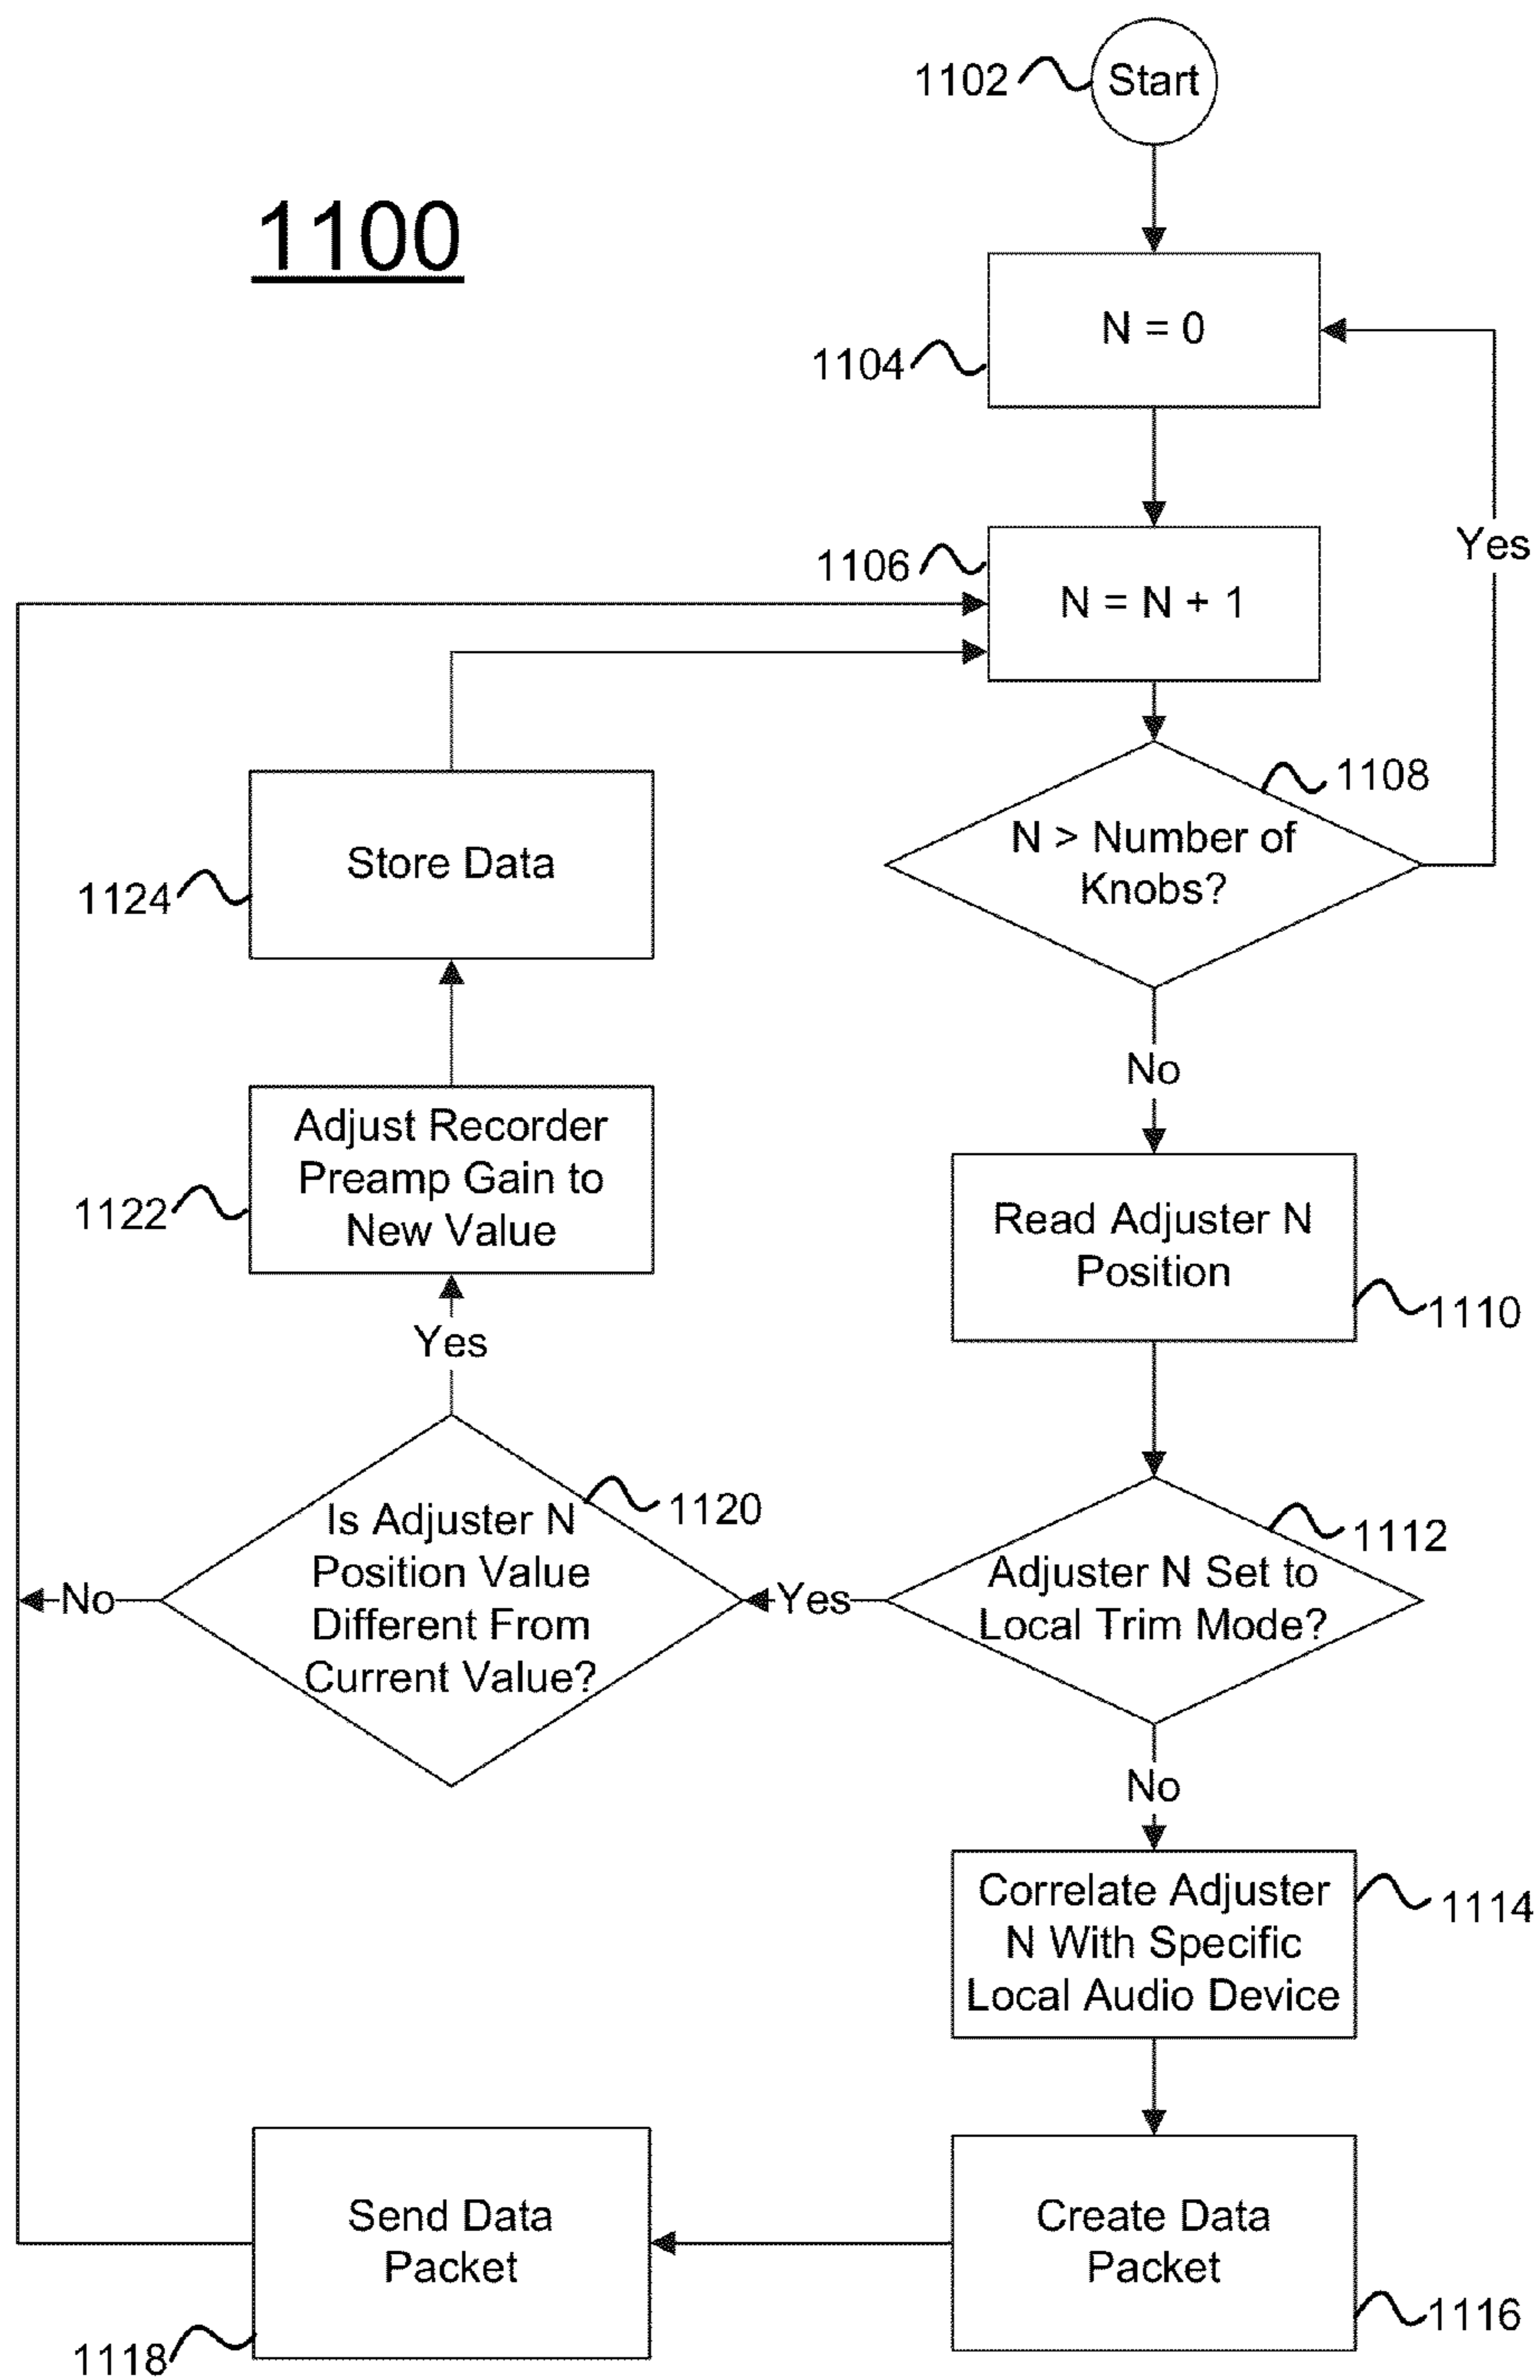 1102
Start
1100
N = 0
1104
1106
N = N + 1
Yes
1108
N > Number of
Knobs?
Store Data
1124
No
Adjust Recorder
Preamp Gain to
New Value
1122
Read Adjuster N
Position
1110
Yes
1120
Is Adjuster N
Position Value
Different From
Current Value?
No
Yes
1112
Adjuster N Set to
Local Trim Mode?
No
Correlate Adjuster
N With Specific
Local Audio Device
1114
Send Data
Packet
1118
Create Data
Packet
1116